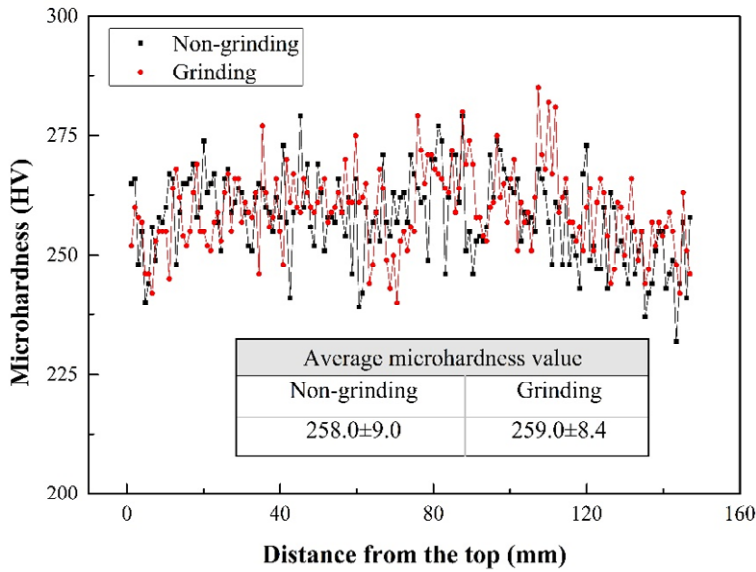 Microhardness (HV)
300
275
250
225
200
Non-grinding
Grinding
Average microhardness value
Non-grinding Grinding
258.0±9.0 259.0±8.4
0 40 80 120 160
Distance from the top (mm)